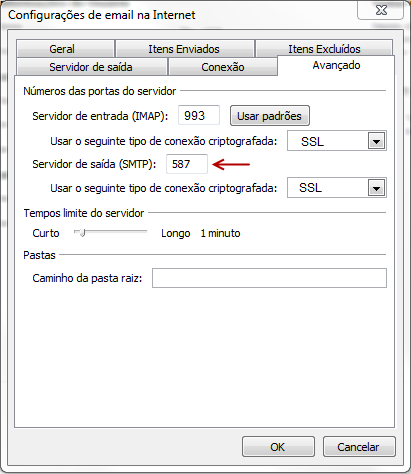 Configurações de email na Internet
Geral
Itens Enviados
Itens Excluídos
Servidor de saída
Conexão
Avançado
Números das portas do servidor
Servidor de entrada (IMAP): 993 Usar padrões
Usar o seguinte tipo de conexão criptografada: SSL
Servidor de saída (SMTP): 587
Usar o seguinte tipo de conexão criptografada: SSL
Tempos limite do servidor
Curto Longo 1 minuto
Pastas
Caminho da pasta raiz:
OK Cancelar